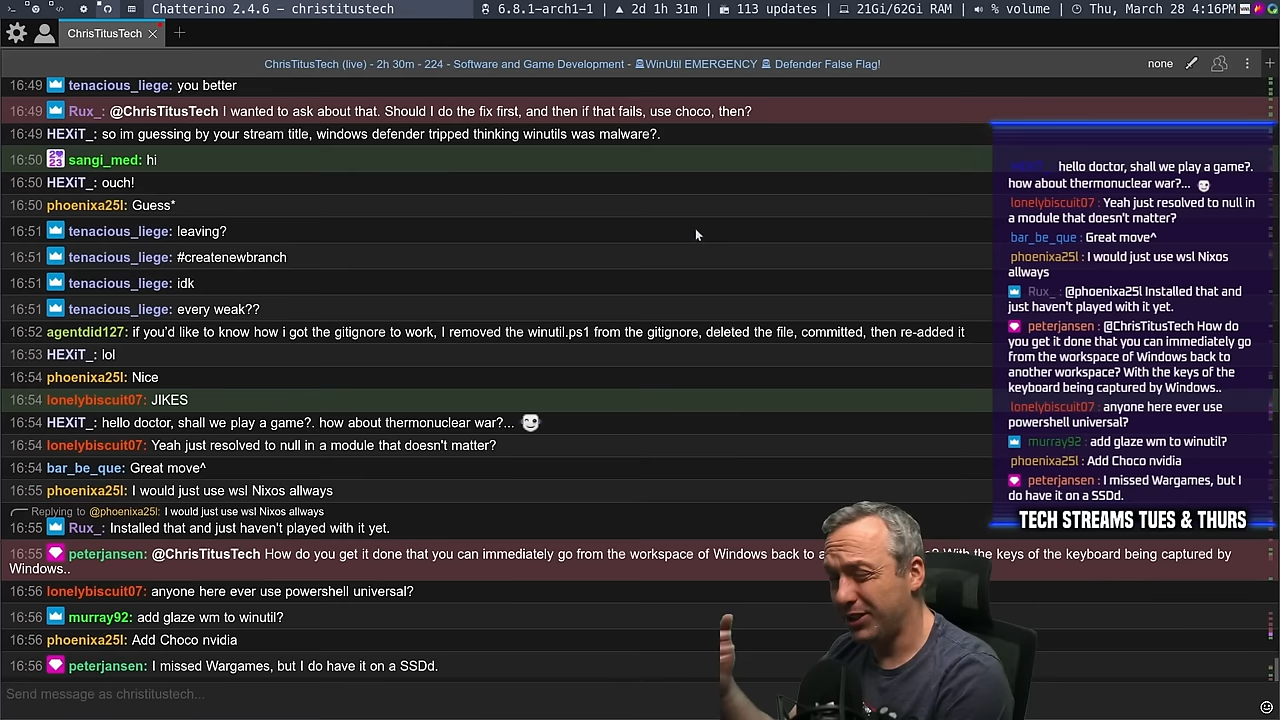 Chatterino 2.4.6 - christitustech
6.8.1-arch1-1 | 2d 1h 31m | 113 updates | 21Gi/62Gi RAM | % volume | Thu, March 28 4:16PM
ChrisTitusTech
ChrisTitusTech (live) - 2h 30m - 224 - Software and Game Development - WinUtil EMERGENCY Defender False Flag!
none
16:49 tenacious_liege: you better
16:49 Rux_: @ChrisTitusTech I wanted to ask about that. Should I do the fix first, and then if that fails, use choco, then?
16:49 HEXiT_: so im guessing by your stream title, windows defender tripped thinking winutils was malware?.
16:50 sangi_med: hi
16:50 HEXiT_: ouch!
16:50 phoenixa25l: Guess*
16:51 tenacious_liege: leaving?
16:51 tenacious_liege: #createnewbranch
16:51 tenacious_liege: idk
16:51 tenacious_liege: every weak??
16:52 agentdid127: if you'd like to know how i got the gitignore to work, I removed the winutil.ps1 from the gitignore, deleted the file, committed, then re-added it
16:53 HEXiT_: lol
16:54 phoenixa25l: Nice
16:54 lonelybiscuit07: JIKES
16:54 HEXiT_: hello doctor, shall we play a game?. how about thermonuclear war?...
16:54 lonelybiscuit07: Yeah just resolved to null in a module that doesn't matter?
16:54 bar_be_que: Great move^
16:55 phoenixa25l: I would just use wsl Nixos allways
Replying to @phoenixa25l: I would just use wsl Nixos allways
16:55 Rux_: Installed that and just haven't played with it yet.
16:55 peterjansen: @ChrisTitusTech How do you get it done that you can immediately go from the workspace of Windows back to a With the keys of the keyboard being captured by
Windows..
16:56 lonelybiscuit07: anyone here ever use powershell universal?
16:56 murray92: add glaze wm to winutil?
16:56 phoenixa25l: Add Choco nvidia
16:56 peterjansen: I missed Wargames, but I do have it on a SSDd.
Send message as christitustech...
hello doctor, shall we play a game?.
how about thermonuclear war?...
lonelybiscuit07 : Yeah just resolved to null in
a module that doesn't matter?
bar_be_que : Great move^
phoenixa25l : I would just use wsl Nixos
allways
Rux_ : @phoenixa25l Installed that and
just haven't played with it yet.
peterjansen : @ChrisTitusTech How do
you get it done that you can immediately go
from the workspace of Windows back to
another workspace? With the keys of the
keyboard being captured by Windows..
lonelybiscuit07 : anyone here ever use
powershell universal?
murray92 : add glaze wm to winutil?
phoenixa25l : Add Choco nvidia
peterjansen : I missed Wargames, but I
do have it on a SSDd.
TECH STREAMS TUES & THURS